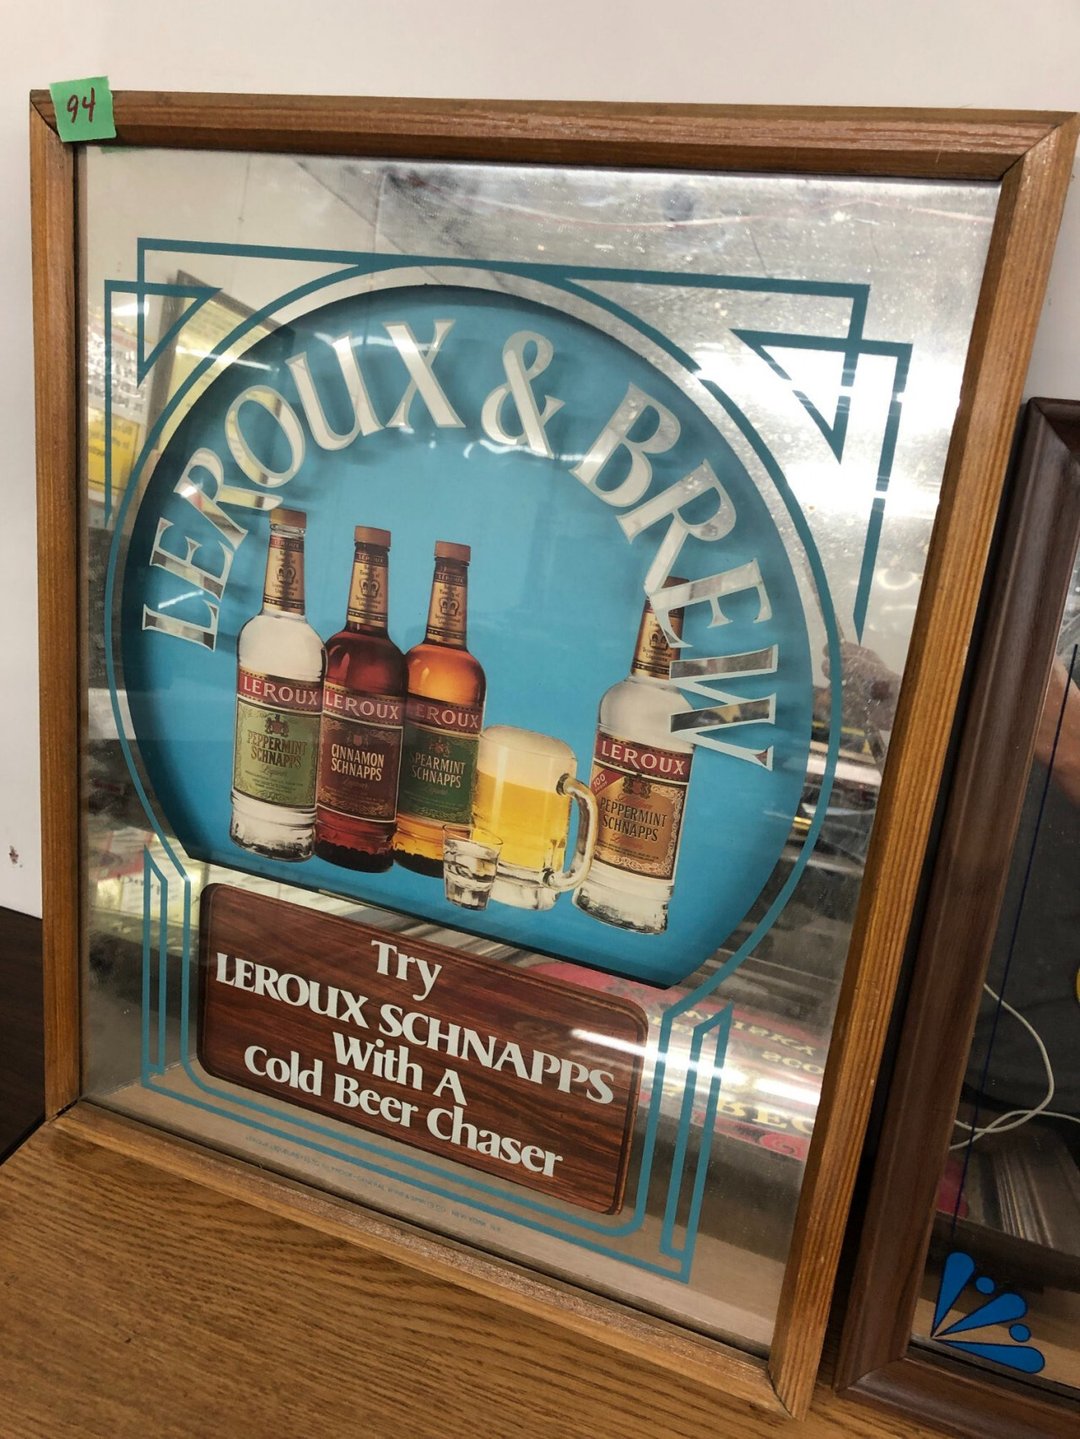 94
LEROUX & BREW
LEROUX
PEPPERMINT
SCHNAPPS
LEROUX
CINNAMON
SCHNAPPS
LEROUX
SPEARMINT
SCHNAPPS
LEROUX
100
PEPPERMINT
SCHNAPPS
Try
LEROUX SCHNAPPS
With A
Cold Beer Chaser